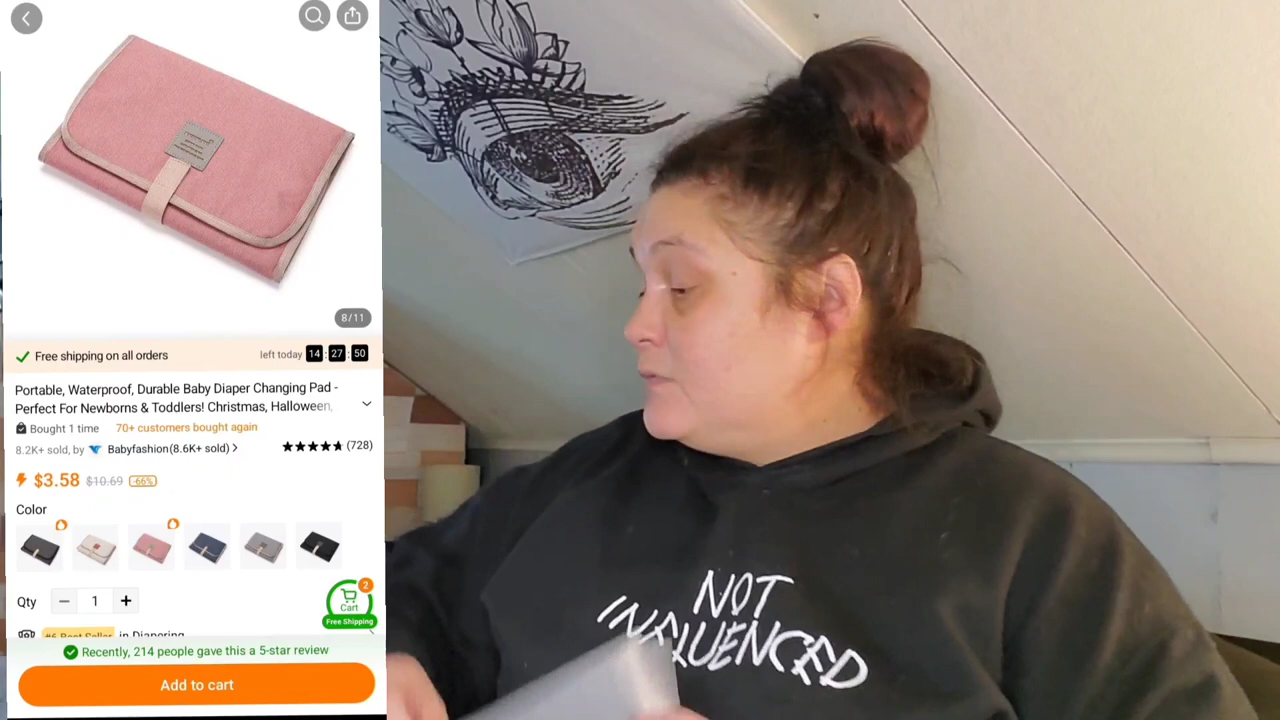 8/11
Free shipping on all orders left today 14 : 27 : 50
Portable, Waterproof, Durable Baby Diaper Changing Pad -
Perfect For Newborns & Toddlers! Christmas, Halloween,
Bought 1 time 70+ customers bought again
8.2K+ sold, by Babyfashion(8.6K+ sold) > (728)
$3.58 $10.69 -66%
Color
Qty − 1 +
2
Cart
Free Shipping
#6 Best Seller in Diapering
Recently, 214 people gave this a 5-star review
Add to cart
NOT
INFLUENCED